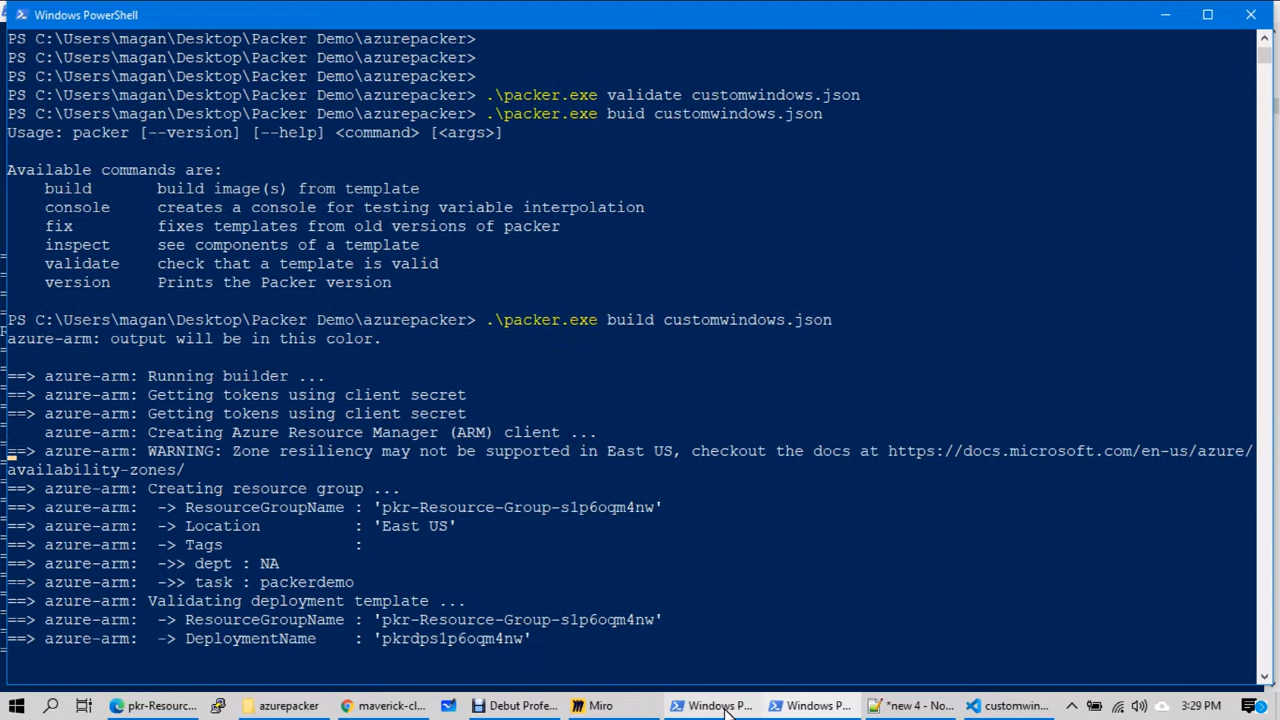 Windows PowerShell
PS C:\Users\magan\Desktop\Packer Demo\azurepacker>
PS C:\Users\magan\Desktop\Packer Demo\azurepacker>
PS C:\Users\magan\Desktop\Packer Demo\azurepacker>
PS C:\Users\magan\Desktop\Packer Demo\azurepacker> .\packer.exe validate customwindows.json
PS C:\Users\magan\Desktop\Packer Demo\azurepacker> .\packer.exe buid customwindows.json
Usage: packer [--version] [--help] <command> [<args>]
Available commands are:
build build image(s) from template
console creates a console for testing variable interpolation
fix fixes templates from old versions of packer
inspect see components of a template
validate check that a template is valid
version Prints the Packer version
PS C:\Users\magan\Desktop\Packer Demo\azurepacker> .\packer.exe build customwindows.json
azure-arm: output will be in this color.
==> azure-arm: Running builder ...
==> azure-arm: Getting tokens using client secret
==> azure-arm: Getting tokens using client secret
azure-arm: Creating Azure Resource Manager (ARM) client ...
==> azure-arm: WARNING: Zone resiliency may not be supported in East US, checkout the docs at https://docs.microsoft.com/en-us/azure/
availability-zones/
==> azure-arm: Creating resource group ...
==> azure-arm: -> ResourceGroupName : 'pkr-Resource-Group-s1p6oqm4nw'
==> azure-arm: -> Location : 'East US'
==> azure-arm: -> Tags :
==> azure-arm: ->> dept : NA
==> azure-arm: ->> task : packerdemo
==> azure-arm: Validating deployment template ...
==> azure-arm: -> ResourceGroupName : 'pkr-Resource-Group-s1p6oqm4nw'
==> azure-arm: -> DeploymentName : 'pkrdps1p6oqm4nw'
pkr-Resourc... azurepacker maverick-cl... Debut Profe... Miro Windows P... Windows P... *new 4 - No... customwin... 3:29 PM